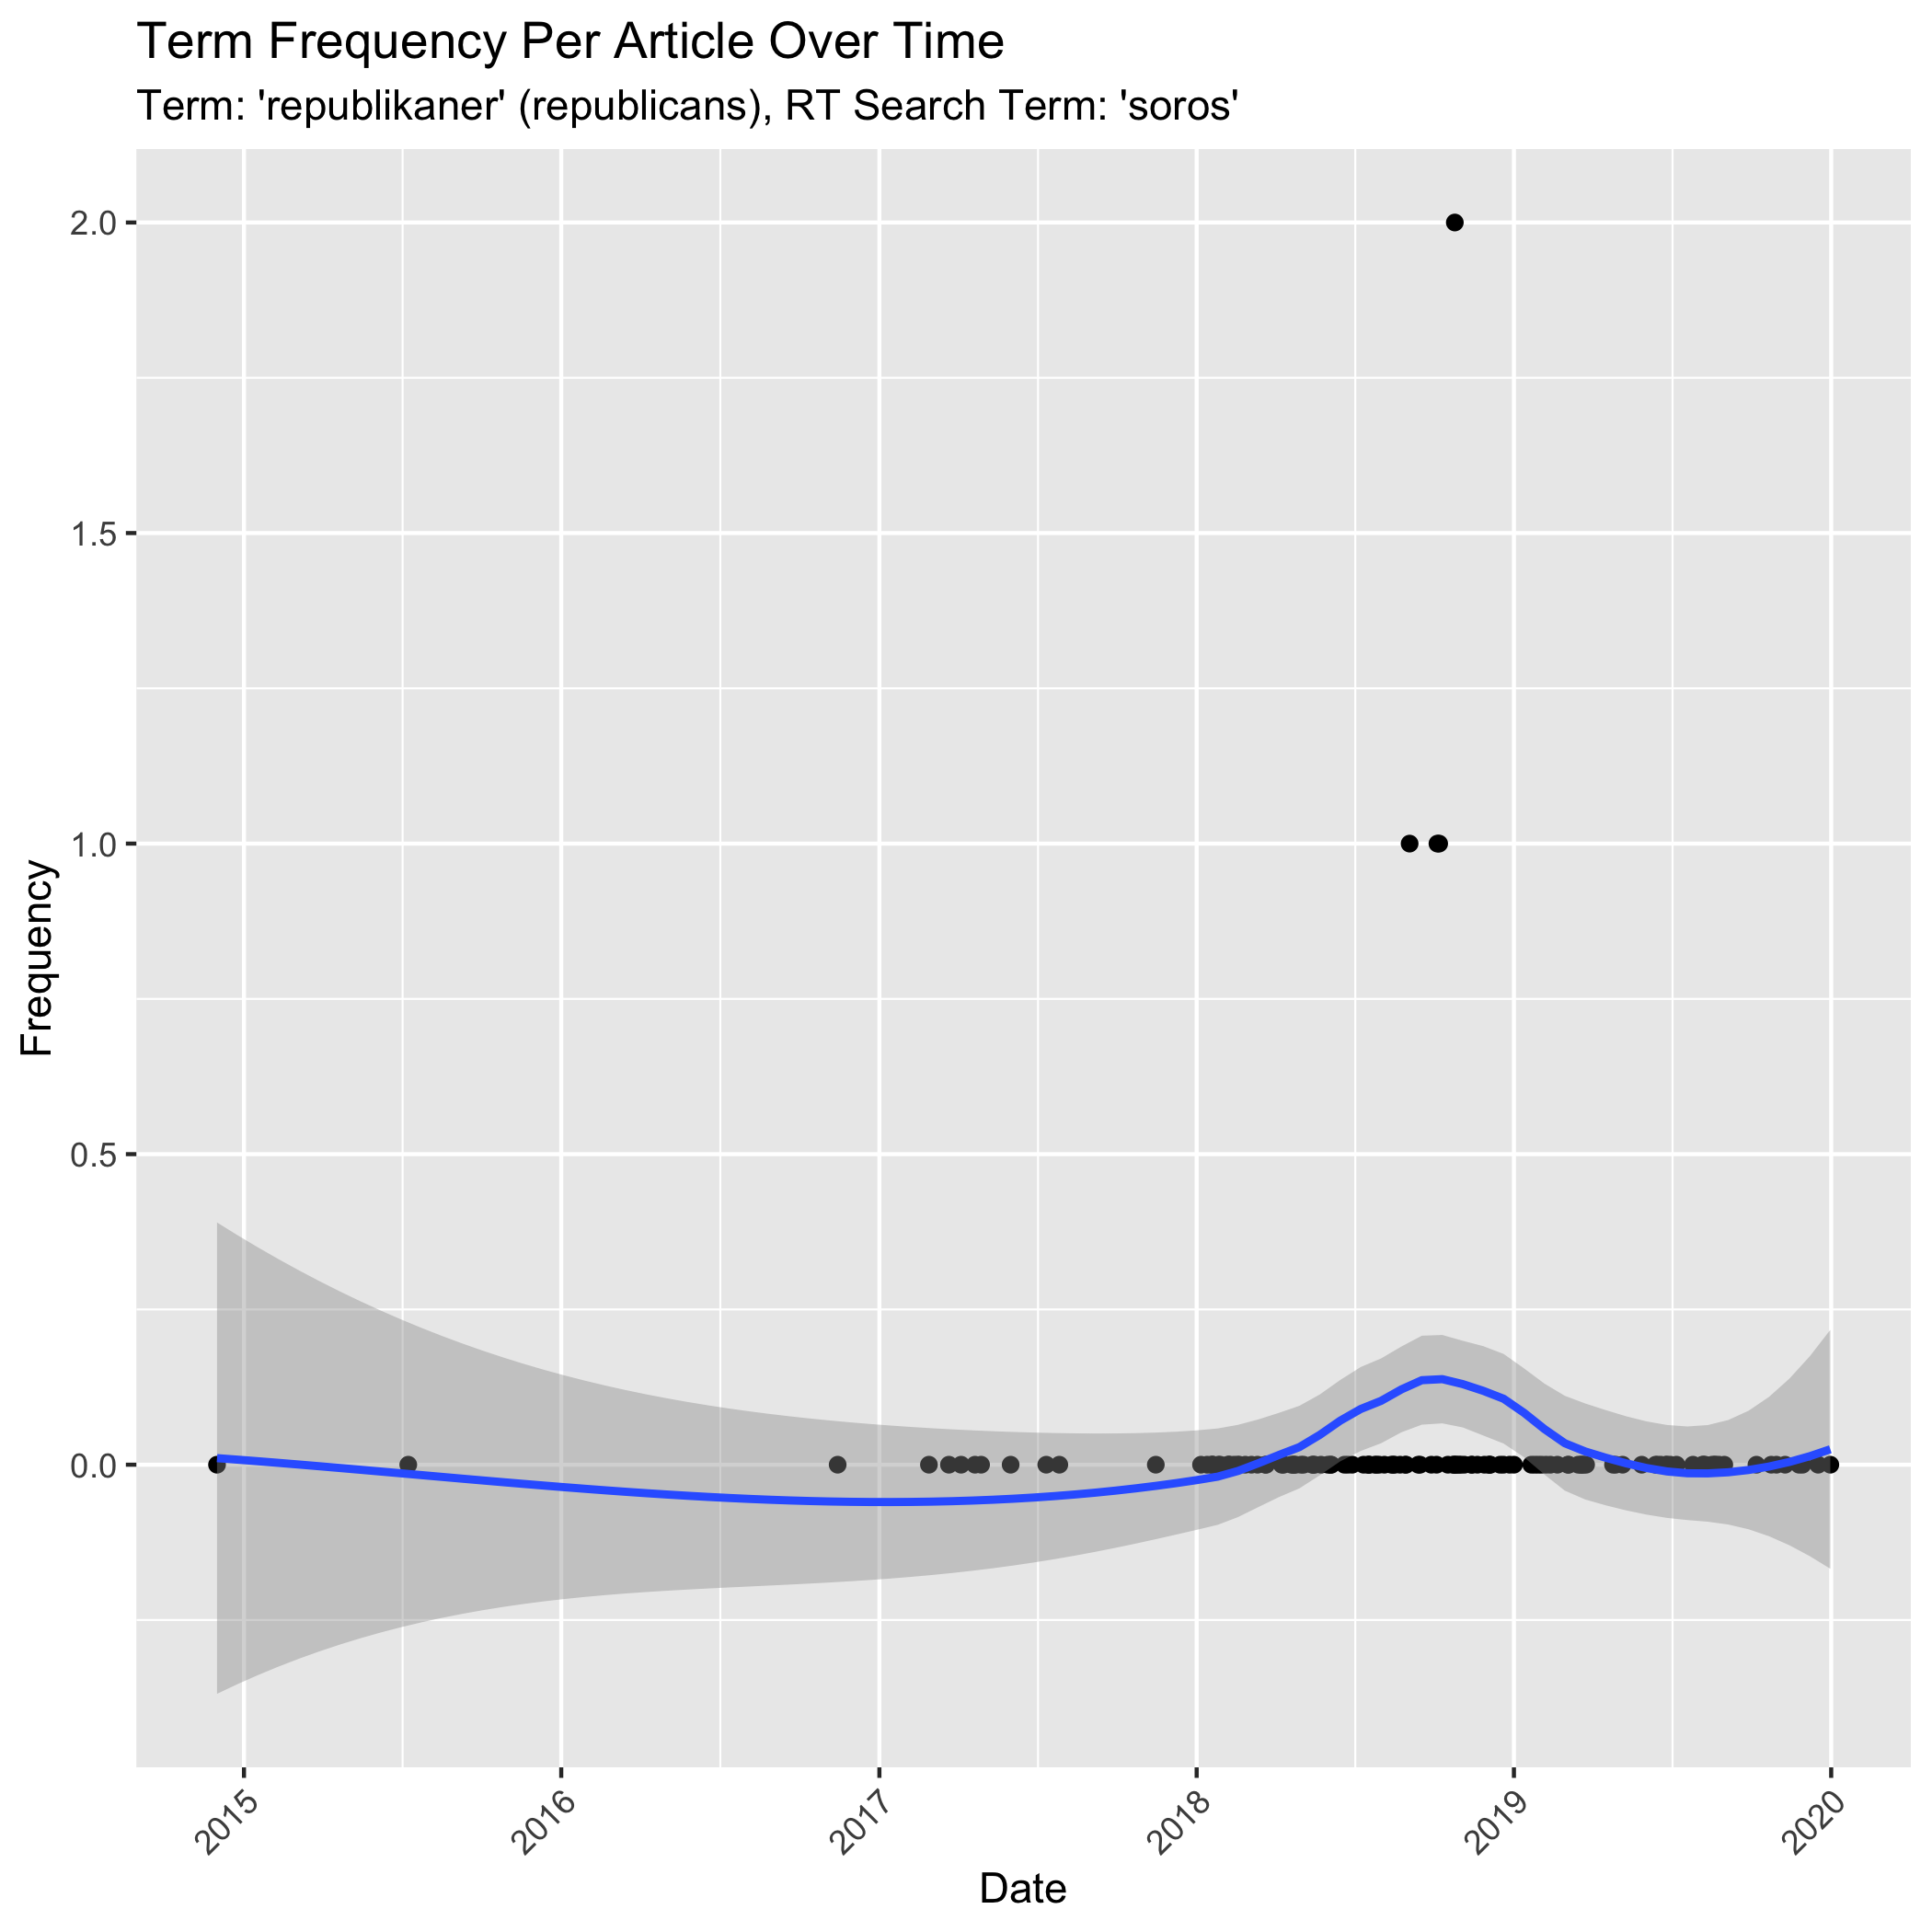 Term Frequency Per Article Over Time
Term: 'republikaner' (republicans), RT Search Term: 'soros'
2.0
1.5
1.0
0.5
0.0
Frequency
2015
2016
2017
2018
2019
2020
Date